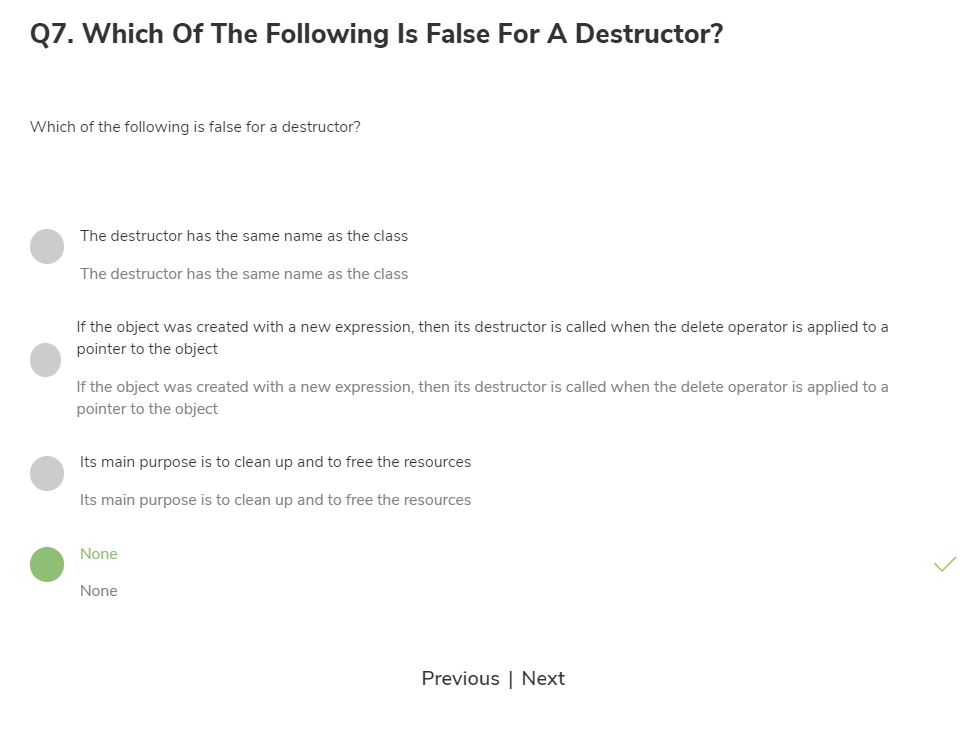 Q7. Which Of The Following Is False For A Destructor?
Which of the following is false for a destructor?
The destructor has the same name as the class
The destructor has the same name as the class
If the object was created with a new expression, then its destructor is called when the delete operator is applied to a
pointer to the object
If the object was created with a new expression, then its destructor is called when the delete operator is applied to a
pointer to the object
Its main purpose is to clean up and to free the resources
Its main purpose is to clean up and to free the resources
None
None
Previous | Next